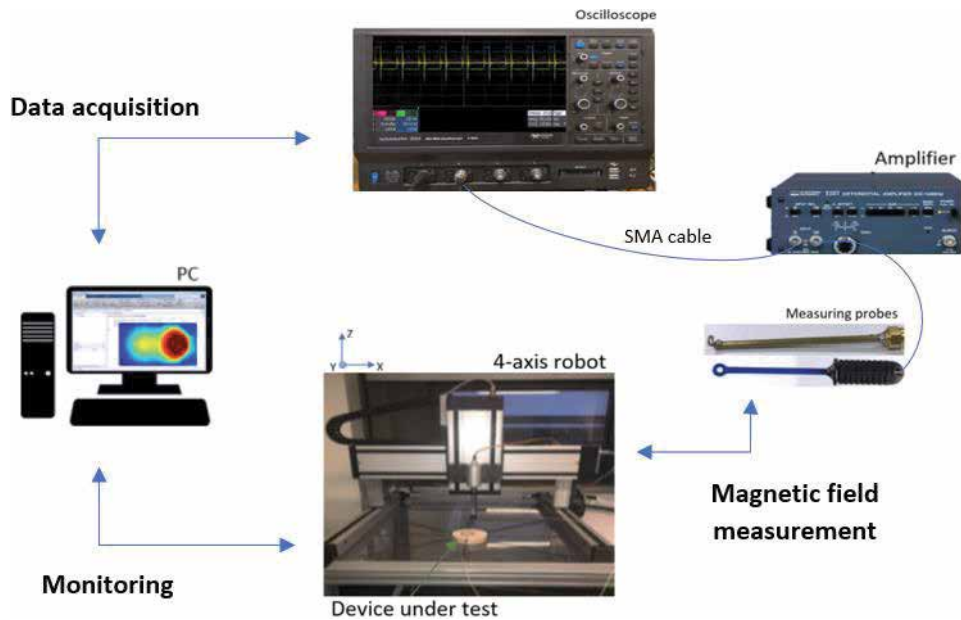 Oscilloscope
Data acquisition
Amplifier
SMA cable
PC
Measuring probes
Z
Y
X
4-axis robot
Magnetic field
measurement
Monitoring
Device under test